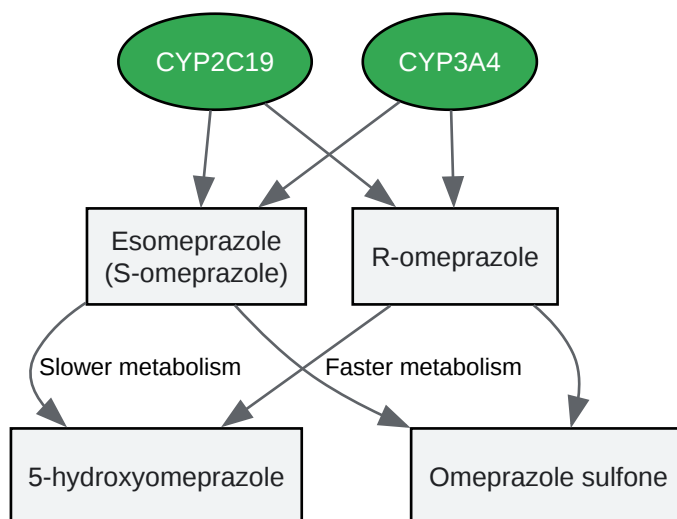 CYP2C19
CYP3A4
Esomeprazole
(S-omeprazole)
R-omeprazole
Slower metabolism
Faster metabolism
5-hydroxyomeprazole
Omeprazole sulfone